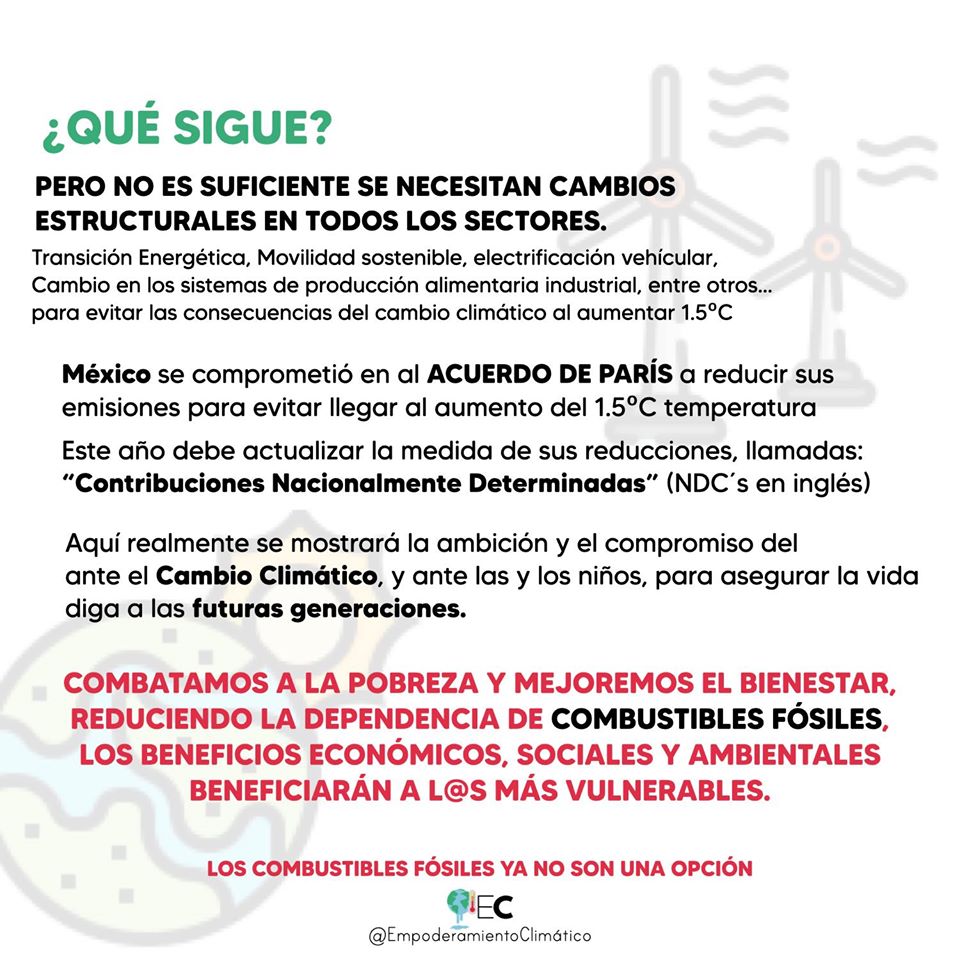 ¿QUÉ SIGUE?
PERO NO ES SUFICIENTE SE NECESITAN CAMBIOS
ESTRUCTURALES EN TODOS LOS SECTORES.
Transición Energética, Movilidad sostenible, electrificación vehícular,
Cambio en los sistemas de producción alimentaria industrial, entre otros...
para evitar las consecuencias del cambio climático al aumentar 1.5ºC
México se comprometió en al ACUERDO DE PARÍS a reducir sus
emisiones para evitar llegar al aumento del 1.5ºC temperatura
Este año debe actualizar la medida de sus reducciones, llamadas:
“Contribuciones Nacionalmente Determinadas” (NDC´s en inglés)
Aquí realmente se mostrará la ambición y el compromiso del
ante el Cambio Climático, y ante las y los niños, para asegurar la vida
diga a las futuras generaciones.
COMBATAMOS A LA POBREZA Y MEJOREMOS EL BIENESTAR,
REDUCIENDO LA DEPENDENCIA DE COMBUSTIBLES FÓSILES,
LOS BENEFICIOS ECONÓMICOS, SOCIALES Y AMBIENTALES
BENEFICIARÁN A L@S MÁS VULNERABLES.
LOS COMBUSTIBLES FÓSILES YA NO SON UNA OPCIÓN
EC
@EmpoderamientoClimático